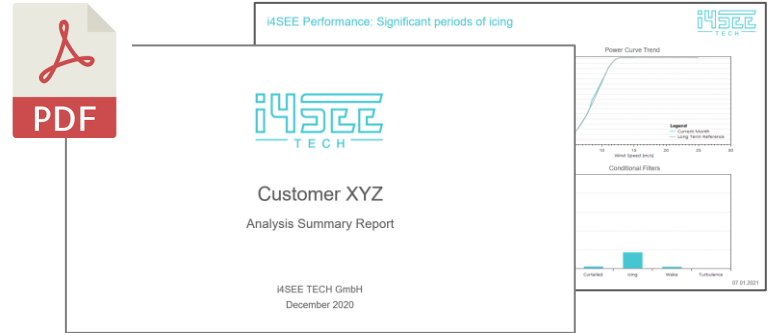 PDF
i4SEE Performance: Significant periods of icing
i4SEE
TECH
Power Curve Trend
Legend
Current Month
Long Term Reference
10 15 20 25 30
Wind Speed [m/s]
Conditional Filters
Curtailed Icing Wake Turbulence
07.01.2021
i4SEE
TECH
Customer XYZ
Analysis Summary Report
i4SEE TECH GmbH
December 2020